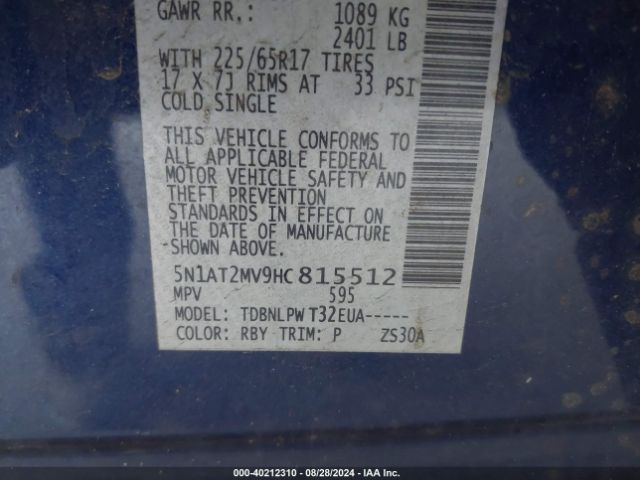 GAWR RR.: 1089 KG
2401 LB
WITH 225/65R17 TIRES
17 X 7J RIMS AT 33 PSI
COLD SINGLE
THIS VEHICLE CONFORMS TO
ALL APPLICABLE FEDERAL
MOTOR VEHICLE SAFETY AND
THEFT PREVENTION
STANDARDS IN EFFECT ON
THE DATE OF MANUFACTURE
SHOWN ABOVE.
5N1AT2MV9HC815512
MPV 595
MODEL: TDBNLPW T32EUA-----
COLOR: RBY TRIM: P ZS30A
000-40212310 - 08/28/2024 - IAA Inc.